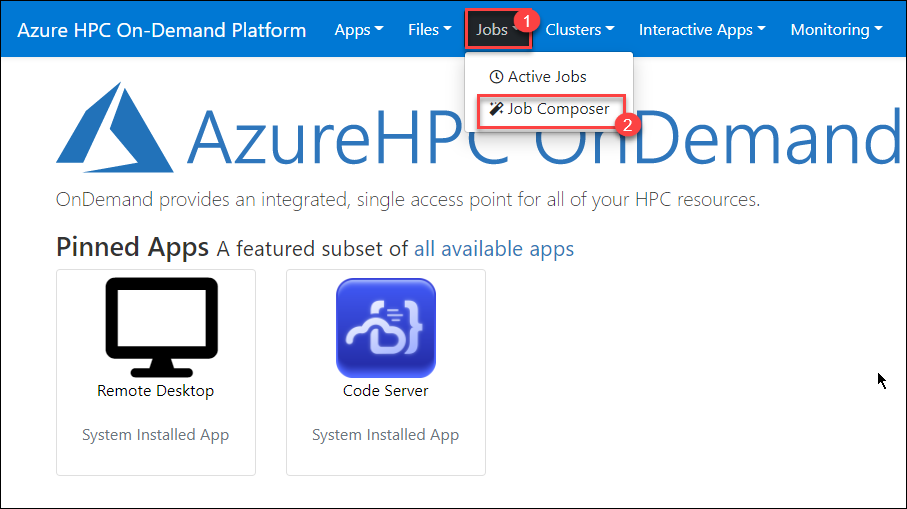 Azure HPC On-Demand Platform Apps Files Jobs 1 Clusters Interactive Apps Monitoring
Active Jobs
Job Composer
2
AzureHPC OnDemand
OnDemand provides an integrated, single access point for all of your HPC resources.
Pinned Apps A featured subset of all available apps
Remote Desktop
System Installed App
Code Server
System Installed App